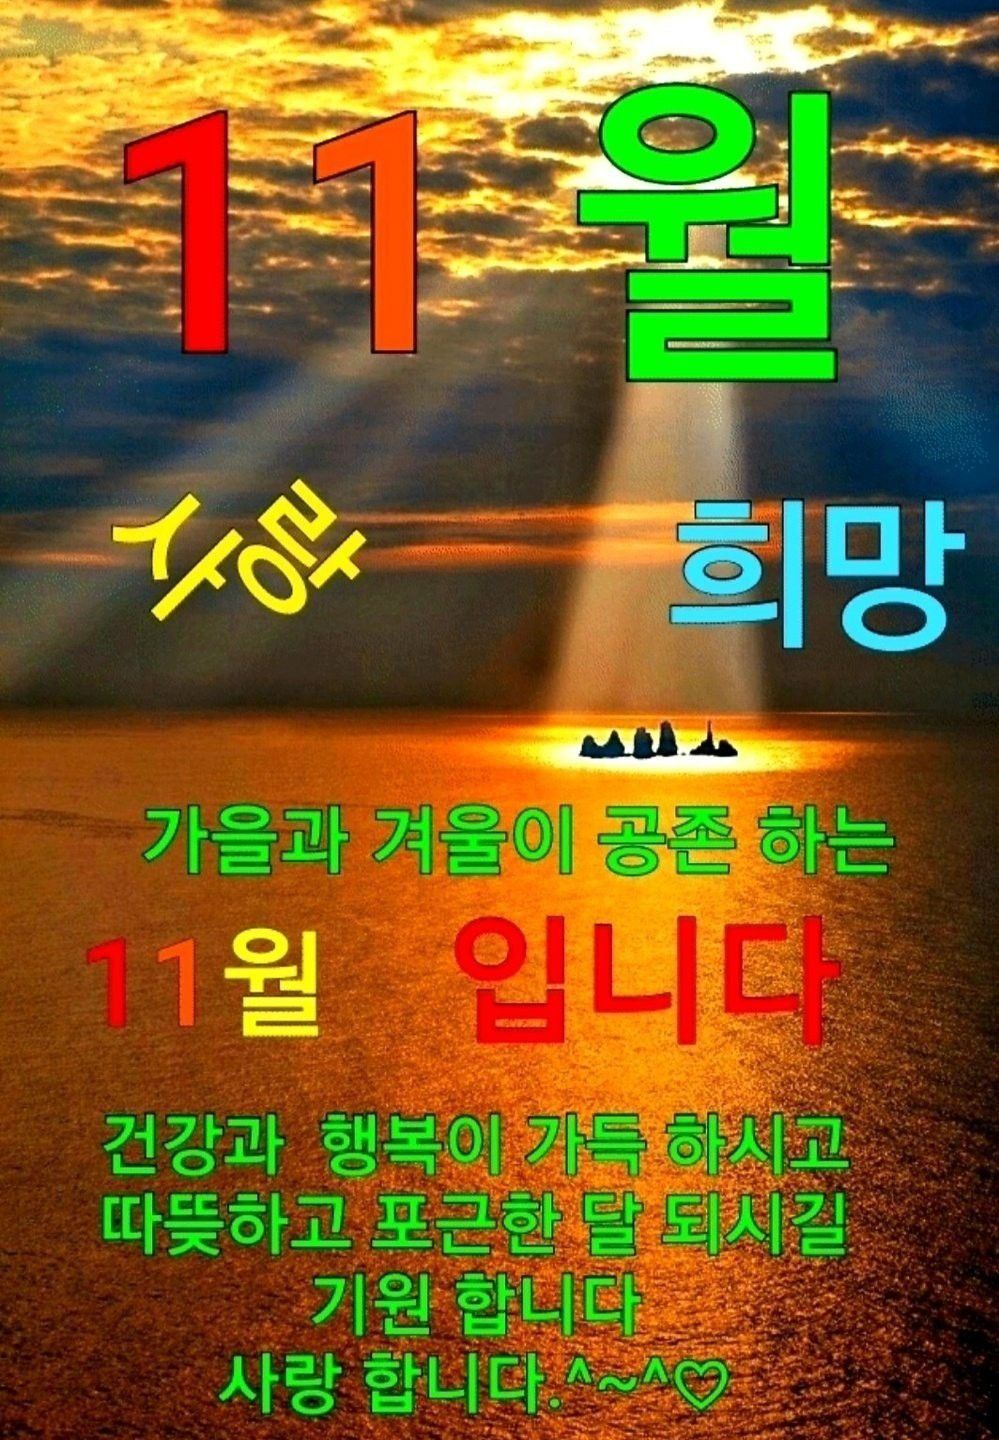 11 월
사랑 희망
가을과 겨울이 공존 하는
11월 입니다
건강과 행복이 가득 하시고
따뜻하고 포근한 달 되시길
기원 합니다
사랑 합니다.^~^♡